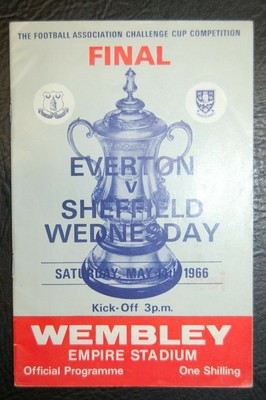 THE FOOTBALL ASSOCIATION CHALLENGE CUP COMPETITION
FINAL
EVERTON
V
SHEFFIELD
WEDNESDAY
SATURDAY, MAY 14th, 1966
Kick-Off 3p.m.
WEMBLEY
EMPIRE STADIUM
Official Programme One Shilling